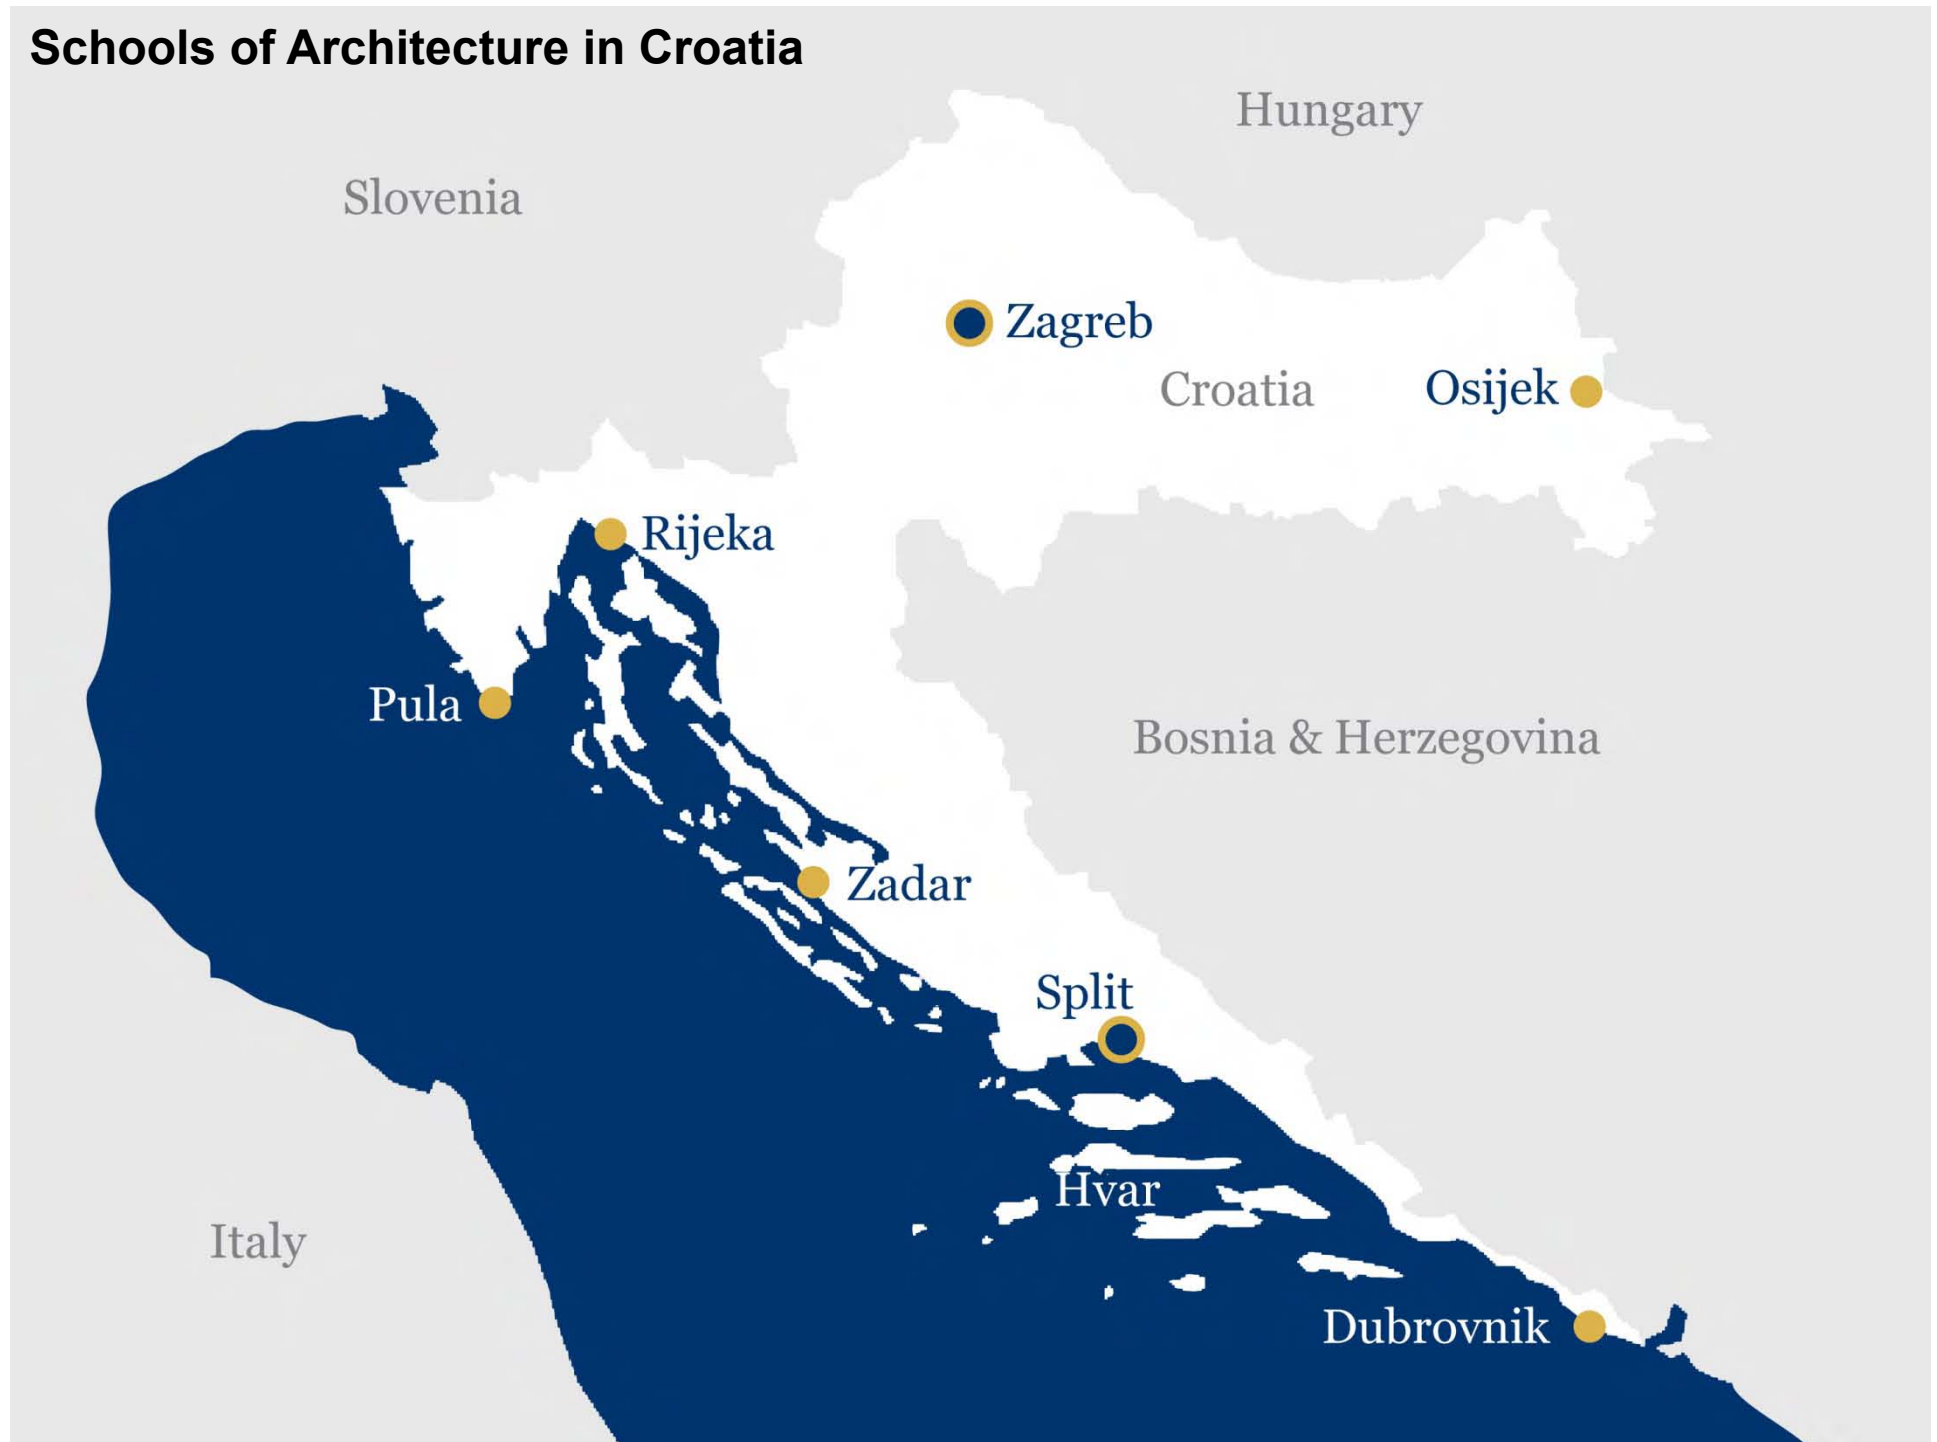 Schools of Architecture in Croatia
Hungary
Slovenia
Zagreb
Croatia
Osijek
Rijeka
Pula
Bosnia & Herzegovina
Zadar
Split
Hvar
Italy
Dubrovnik